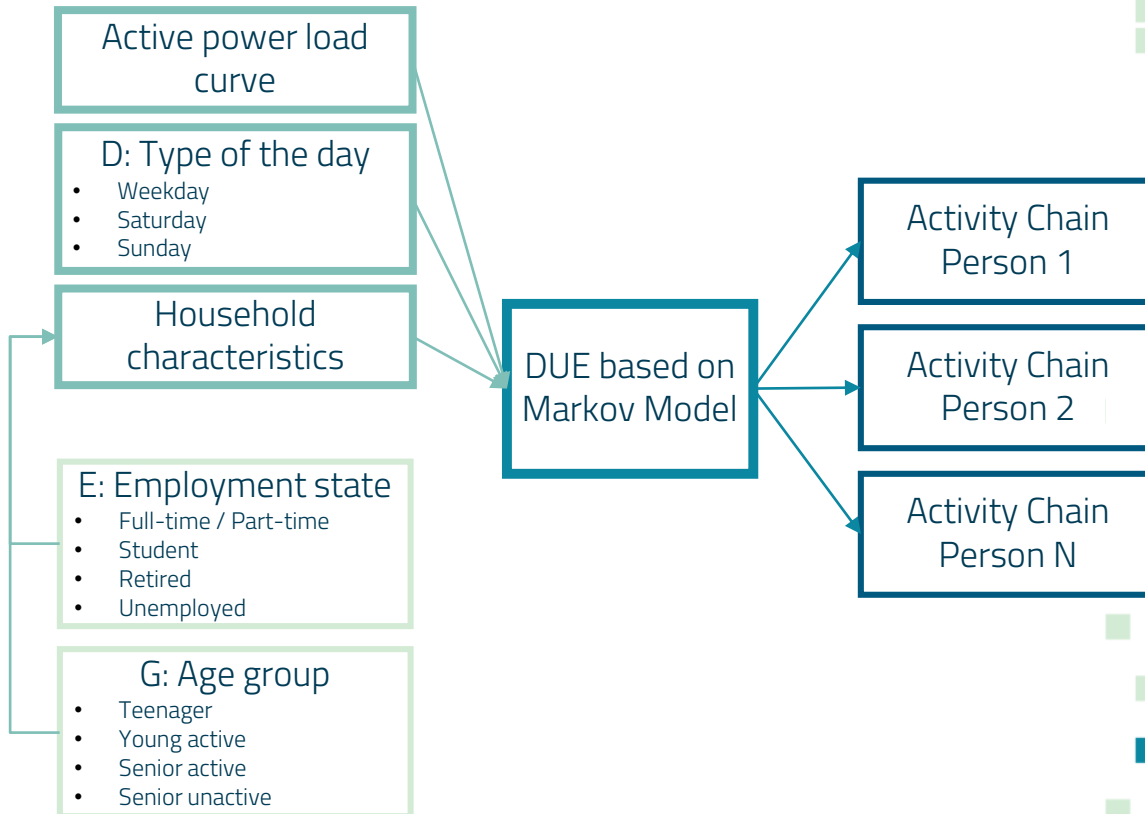 Active power load
curve
D: Type of the day
• Weekday
• Saturday
• Sunday
Household
characteristics
E: Employment state
• Full-time / Part-time
• Student
• Retired
• Unemployed
G: Age group
• Teenager
• Young active
• Senior active
• Senior unactive
DUE based on
Markov Model
Activity Chain
Person 1
Activity Chain
Person 2
Activity Chain
Person N